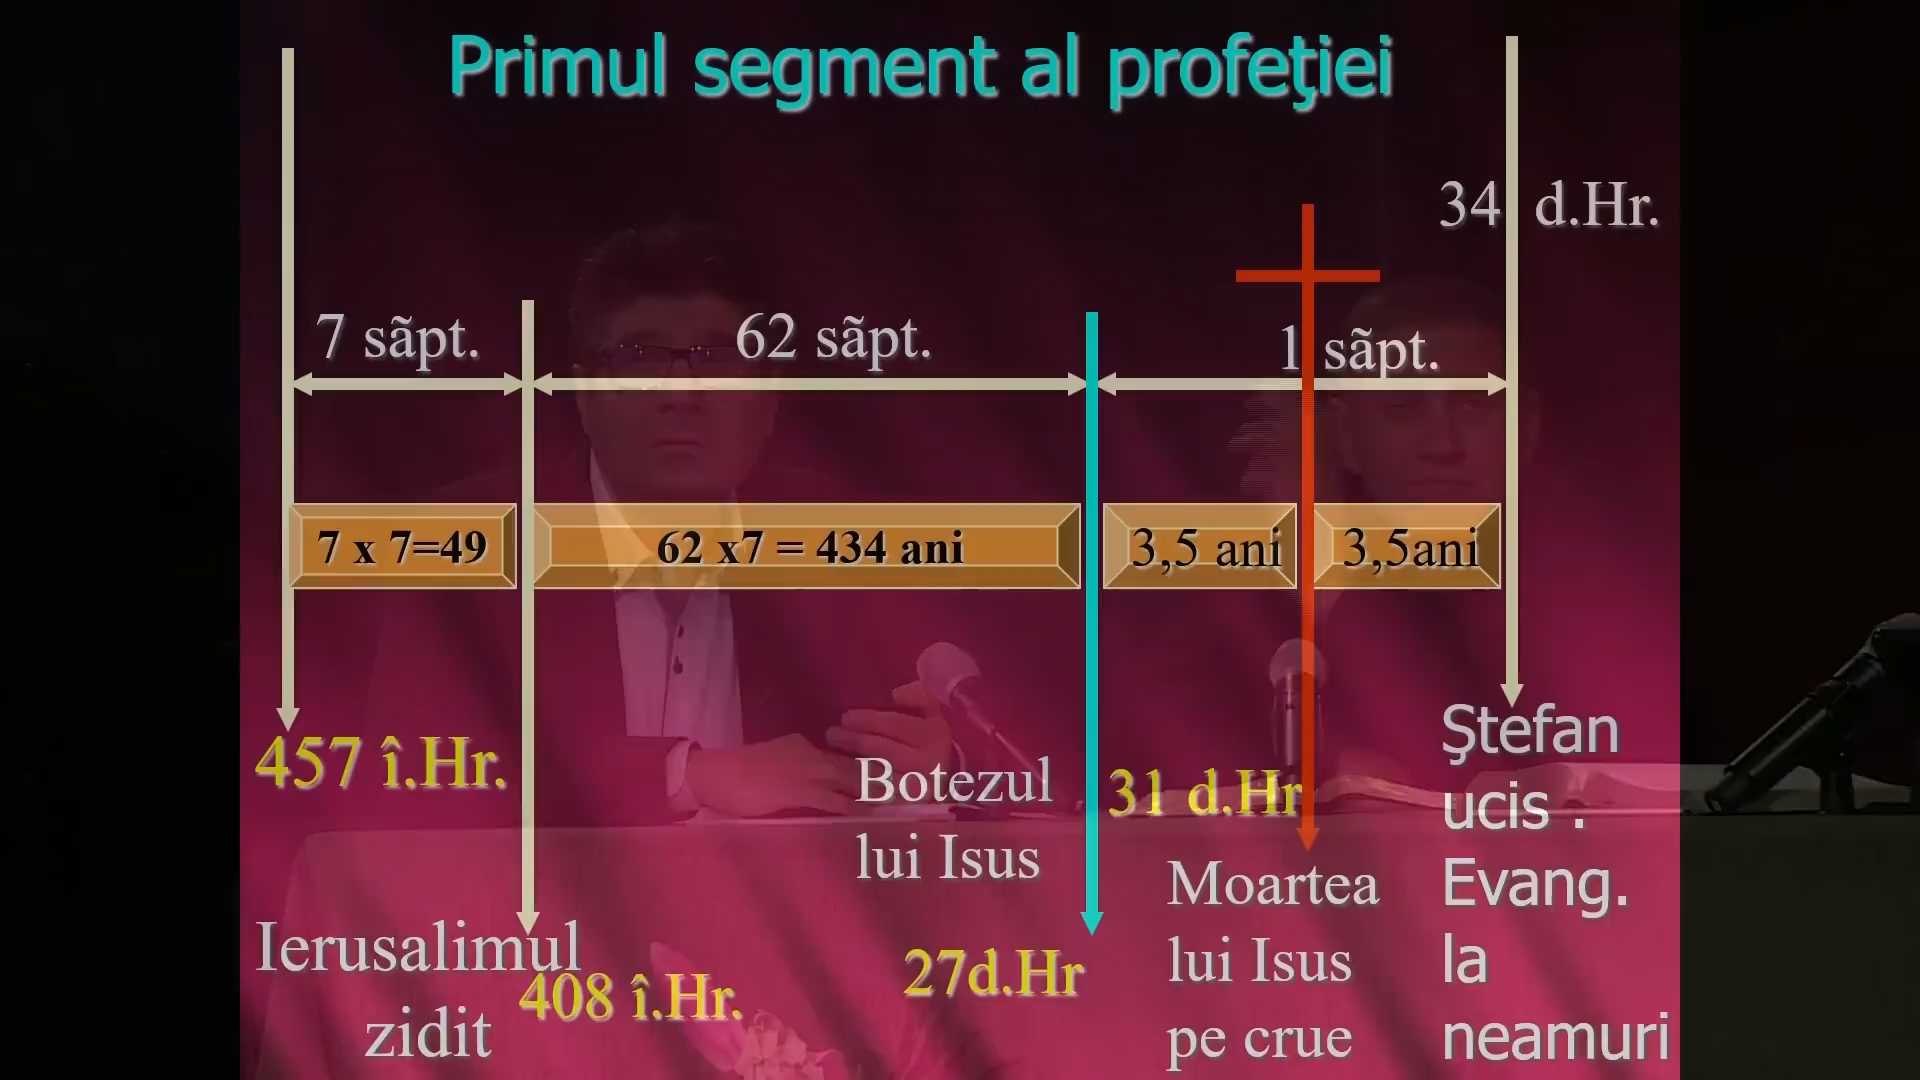 Primul segment al profeţiei
34 d.Hr.
7 sãpt.
62 sãpt.
1 sãpt.
7 x 7=49
62 x7 = 434 ani
3,5 ani
3,5ani
457 î.Hr.
Ierusalimul
zidit
408 î.Hr.
Botezul
lui Isus
27d.Hr
31 d.Hr
Moartea
lui Isus
pe crue
Ştefan
ucis .
Evang.
la
neamuri